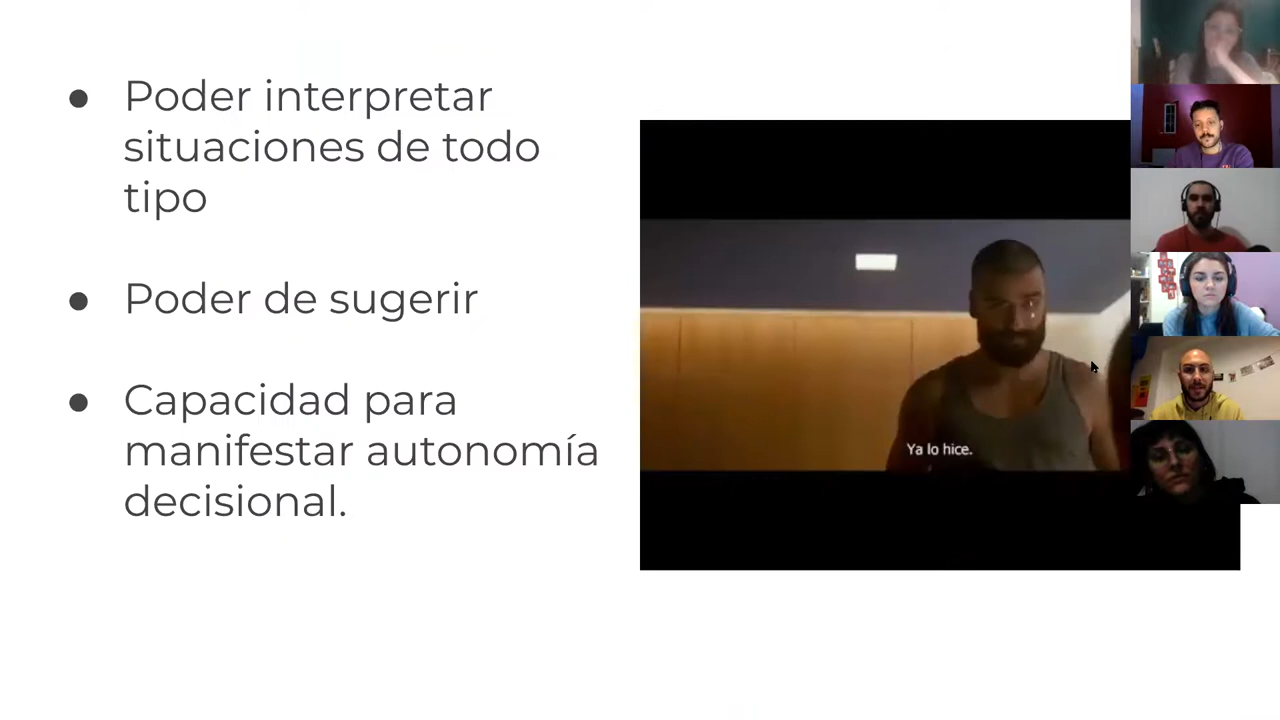 ● Poder interpretar
situaciones de todo
tipo
● Poder de sugerir
● Capacidad para
manifestar autonomía
decisional.
Ya lo hice.